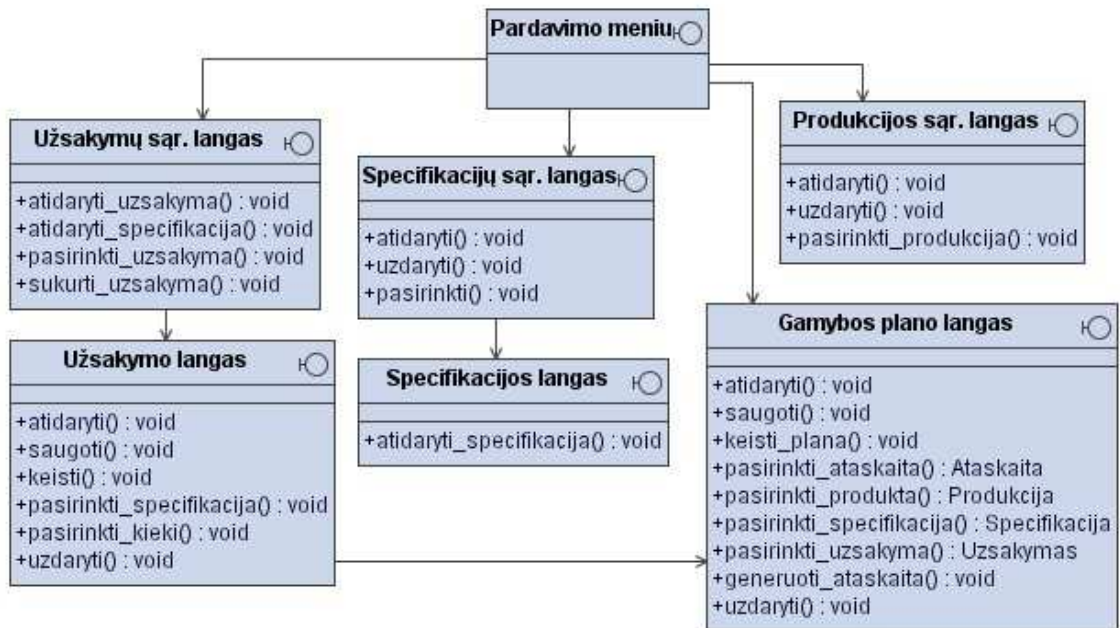 Pardavimo meniu
Užsakymų sąr. langas
+atidaryti_uzsakyma() : void
+atidaryti_specifikacija() : void
+pasirinkti_uzsakyma() : void
+sukurti_uzsakyma() : void
Specifikacijų sąr. langas
+atidaryti() : void
+uzdaryti() : void
+pasirinkti() : void
Produkcijos sąr. langas
+atidaryti() : void
+uzdaryti() : void
+pasirinkti_produkcija() : void
Užsakymo langas
+atidaryti() : void
+saugoti() : void
+keisti() : void
+pasirinkti_specifikacija() : void
+pasirinkti_kieki() : void
+uzdaryti() : void
Specifikacijos langas
+atidaryti_specifikacija() : void
Gamybos plano langas
+atidaryti() : void
+saugoti() : void
+keisti_plana() : void
+pasirinkti_ataskaita() : Ataskaita
+pasirinkti_produkta() : Produkcija
+pasirinkti_specifikacija() : Specifikacija
+pasirinkti_uzsakyma() : Uzsakymas
+generuoti_ataskaita() : void
+uzdaryti() : void